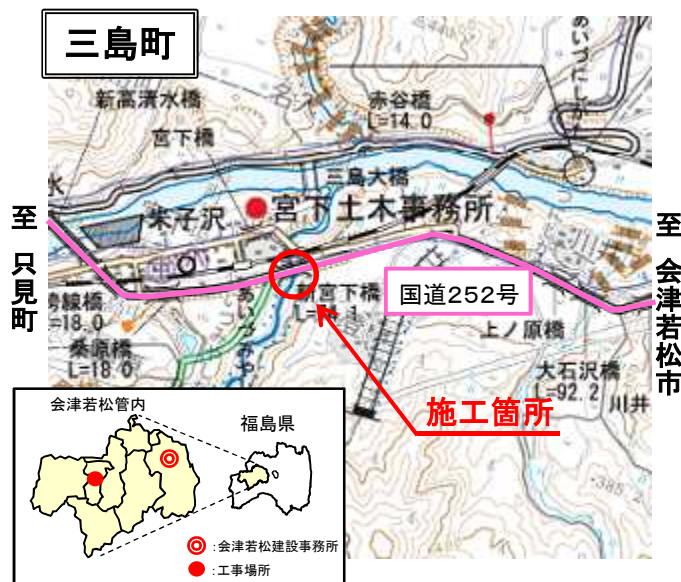 三島町
新高清水橋
宮下橋
赤谷橋
L=14.0
三島大橋
宮下土木事務所
至 只見町
至 会津若松市
国道252号
新宮下橋
上ノ原橋
大石沢橋
L=92.2
川井
桑原橋
L=18.0
=18.0
385.2
施工箇所
会津若松管内
福島県
:会津若松建設事務所
:工事場所